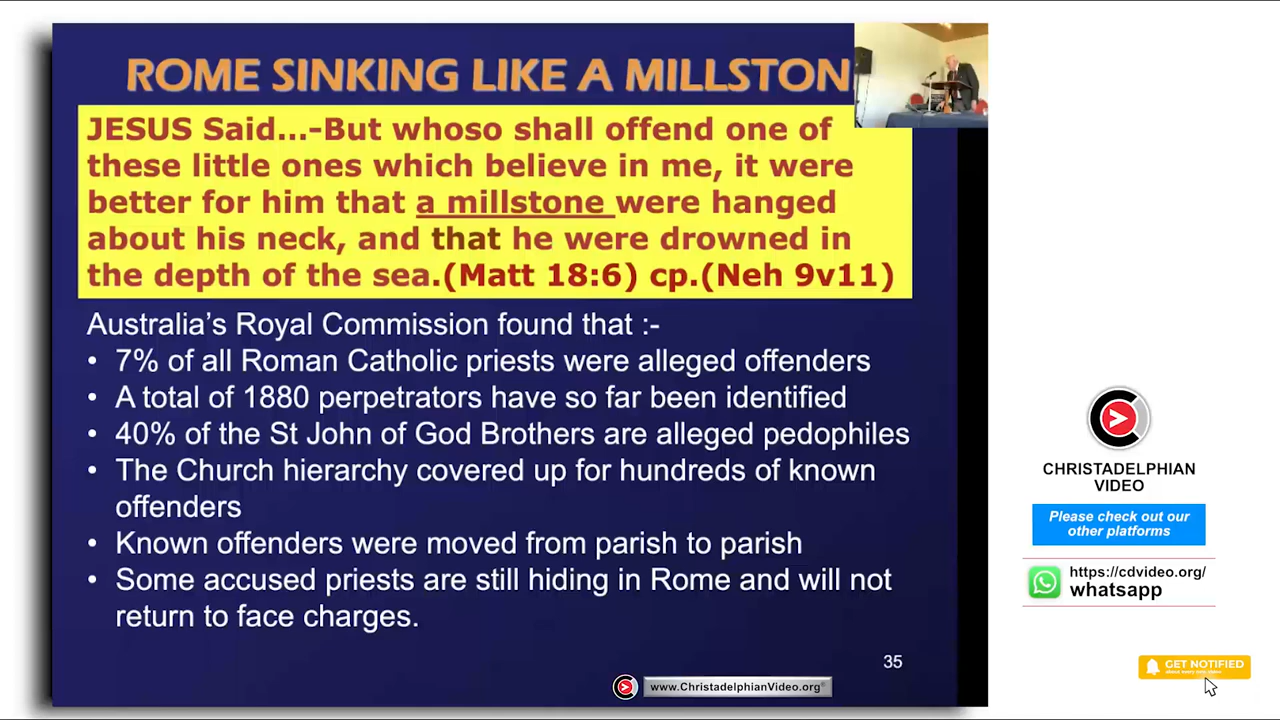 ROME SINKING LIKE A MILLSTON
JESUS Said...-But whoso shall offend one of
these little ones which believe in me, it were
better for him that a millstone were hanged
about his neck, and that he were drowned in
the depth of the sea.(Matt 18:6) cp.(Neh 9v11)
Australia's Royal Commission found that :-
• 7% of all Roman Catholic priests were alleged offenders
• A total of 1880 perpetrators have so far been identified
• 40% of the St John of God Brothers are alleged pedophiles
• The Church hierarchy covered up for hundreds of known
offenders
• Known offenders were moved from parish to parish
• Some accused priests are still hiding in Rome and will not
return to face charges.
35
www.ChristadelphianVideo.org
CHRISTADELPHIAN
VIDEO
Please check out our
other platforms
https://cdvideo.org/
whatsapp
GET NOTIFIED
about every new video